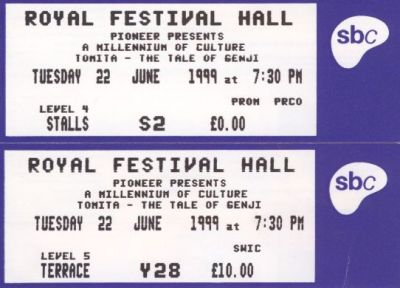 ROYAL FESTIVAL HALL
PIONEER PRESENTS
A MILLENNIUM OF CULTURE
TOMITA - THE TALE OF GENJI
TUESDAY 22 JUNE 1999 at 7:30 PM
PROM PRCO
LEVEL 4
STALLS S2 £0.00
sbc
ROYAL FESTIVAL HALL
PIONEER PRESENTS
A MILLENNIUM OF CULTURE
TOMITA - THE TALE OF GENJI
TUESDAY 22 JUNE 1999 at 7:30 PM
SWIC
LEVEL 5
TERRACE Y28 £10.00
sbc